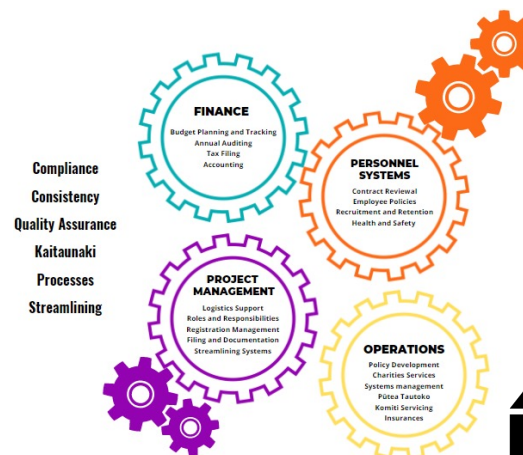 Compliance
Consistency
Quality Assurance
Kaitaunaki
Processes
Streamlining
FINANCE
Budget Planning and Tracking
Annual Auditing
Tax Filing
Accounting
PERSONNEL
SYSTEMS
Contract Reviewal
Employee Policies
Recruitment and Retention
Health and Safety
PROJECT
MANAGEMENT
Logistics Support
Roles and Responsibilities
Registration Management
Filing and Documentation
Streamlining Systems
OPERATIONS
Policy Development
Charities Services
Systems management
Pūtea Tautoko
Komiti Servicing
Insurances